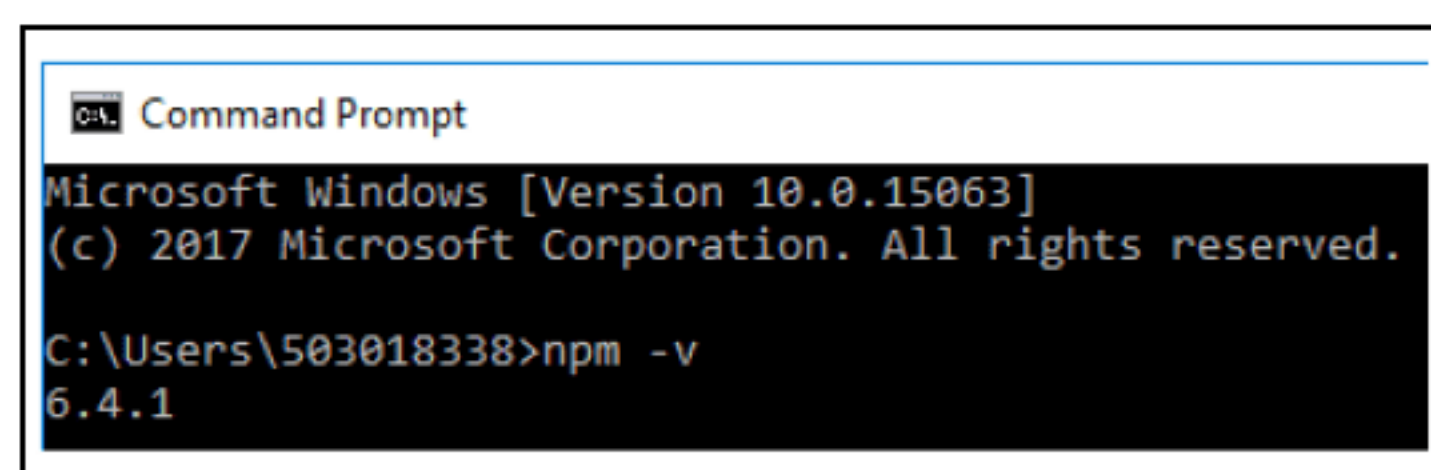 C:\.
Command Prompt
Microsoft Windows [Version 10.0.15063]
(c) 2017 Microsoft Corporation. All rights reserved.
C:\Users\503018338>npm -v
6.4.1